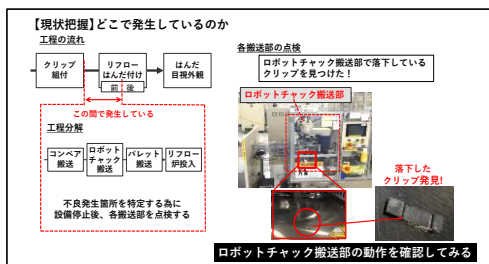 【現状把握】どこで発生しているのか
工程の流れ
クリップ
組付
リフロー
はんだ付け
前 後
はんだ
目視外観
この間で発生している
工程分解
コンベア
搬送
ロボット
チャック
搬送
パレット
搬送
リフロー
炉投入
不良発生箇所を特定する為に
設備停止後、各搬送部を点検する
各搬送部の点検
ロボットチャック搬送部で落下している
クリップを見つけた！
ロボットチャック搬送部
落下した
クリップ発見!
ロボットチャック搬送部の動作を確認してみる